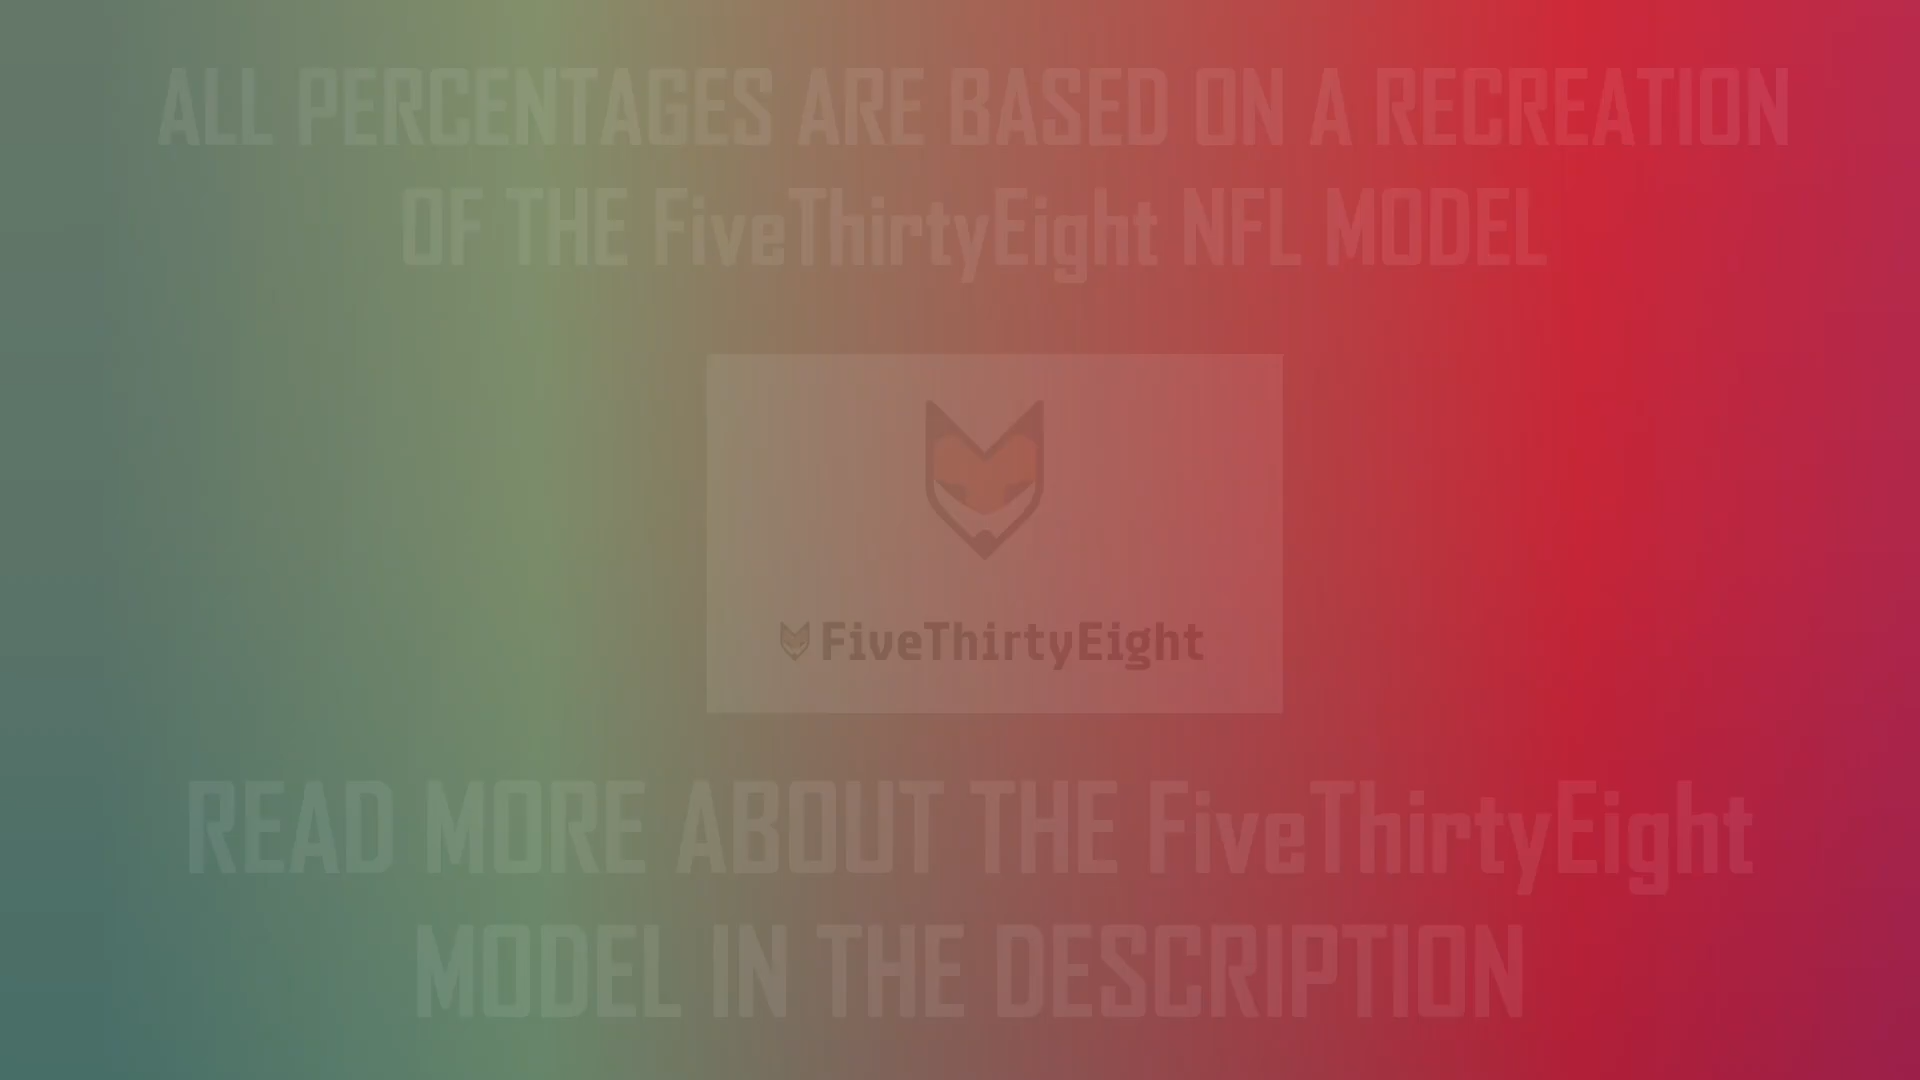 ALL PERCENTAGES ARE BASED ON A RECREATION
OF THE FiveThirtyEight NFL MODEL
FiveThirtyEight
READ MORE ABOUT THE FiveThirtyEight
MODEL IN THE DESCRIPTION